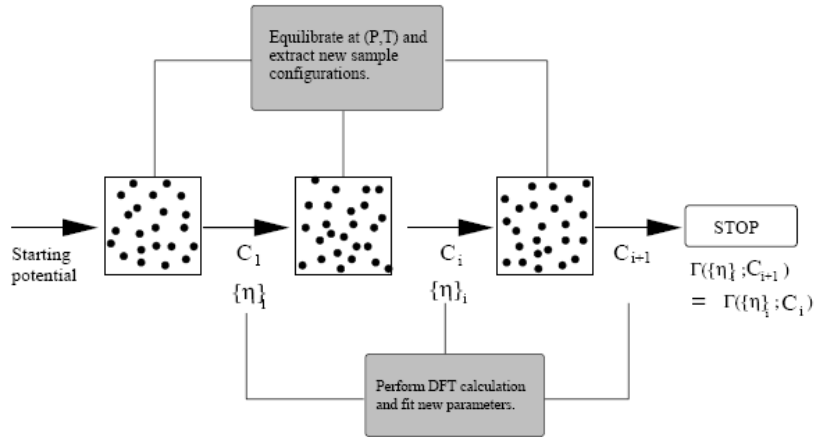 Equilibrate at (P,T) and
extract new sample
configurations.
Starting
potential
C₁
{η}₁
Cᵢ
{η}ᵢ
Cᵢ₊₁
STOP
Γ({η}ᵢ ;Cᵢ₊₁)
= Γ({η}ᵢ ;Cᵢ)
Perform DFT calculation
and fit new parameters.